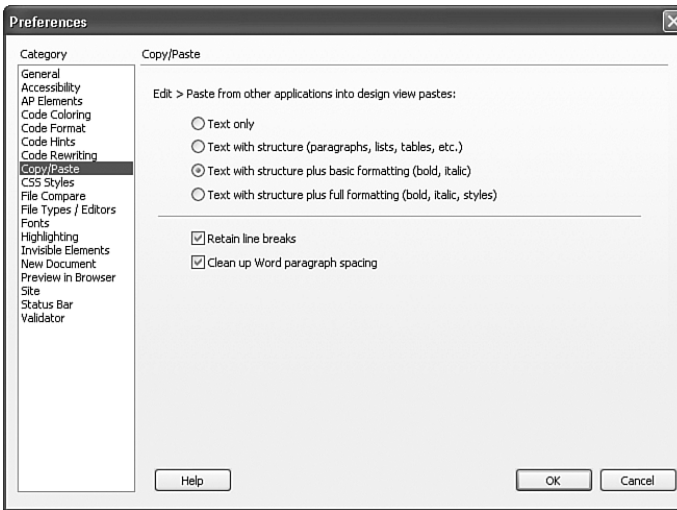 Preferences
Category
General
Accessibility
AP Elements
Code Coloring
Code Format
Code Hints
Code Rewriting
Copy/Paste
CSS Styles
File Compare
File Types / Editors
Fonts
Highlighting
Invisible Elements
New Document
Preview in Browser
Site
Status Bar
Validator
Copy/Paste
Edit > Paste from other applications into design view pastes:
Text only
Text with structure (paragraphs, lists, tables, etc.)
Text with structure plus basic formatting (bold, italic)
Text with structure plus full formatting (bold, italic, styles)
Retain line breaks
Clean up Word paragraph spacing
Help
OK
Cancel